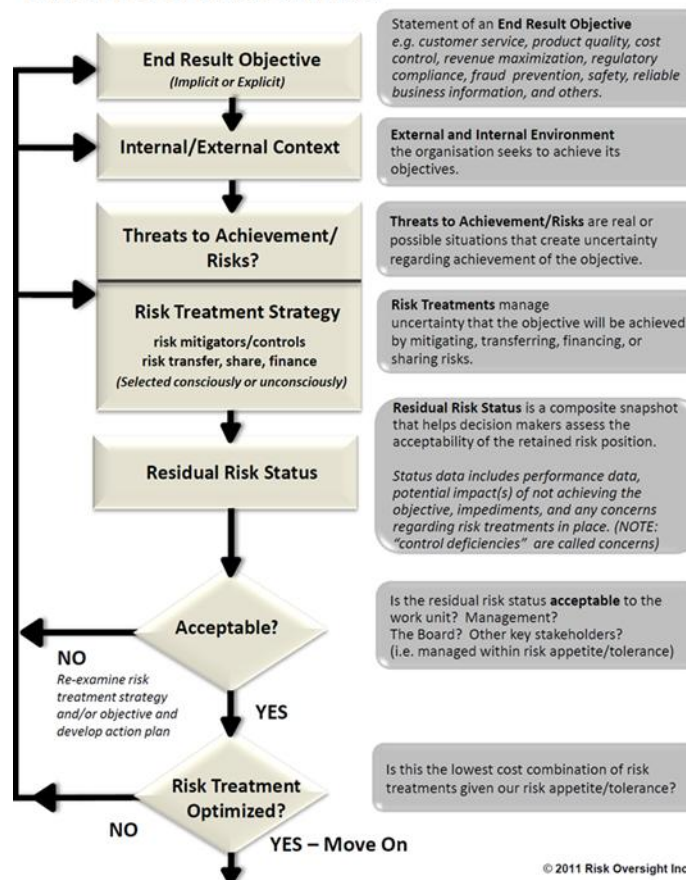 End Result Objective
(Implicit or Explicit)
Statement of an End Result Objective
e.g. customer service, product quality, cost
control, revenue maximization, regulatory
compliance, fraud prevention, safety, reliable
business information, and others.
Internal/External Context
External and Internal Environment
the organisation seeks to achieve its
objectives.
Threats to Achievement/
Risks?
Threats to Achievement/Risks are real or
possible situations that create uncertainty
regarding achievement of the objective.
Risk Treatment Strategy
risk mitigators/controls
risk transfer, share, finance
(Selected consciously or unconsciously)
Risk Treatments manage
uncertainty that the objective will be achieved
by mitigating, transferring, financing, or
sharing risks.
Residual Risk Status
Residual Risk Status is a composite snapshot
that helps decision makers assess the
acceptability of the retained risk position.
Status data includes performance data,
potential impact(s) of not achieving the
objective, impediments, and any concerns
regarding risk treatments in place. (NOTE:
"control deficiencies" are called concerns)
Acceptable?
Is the residual risk status acceptable to the
work unit? Management?
The Board? Other key stakeholders?
(i.e. managed within risk appetite/tolerance)
NO
Re-examine risk
treatment strategy
and/or objective and
develop action plan
YES
Risk Treatment
Optimized?
Is this the lowest cost combination of risk
treatments given our risk appetite/tolerance?
NO
YES – Move On
© 2011 Risk Oversight Inc